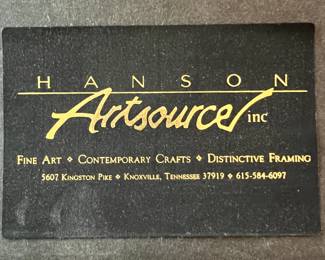 HANSON
Artsource inc
FINE ART ❖ CONTEMPORARY CRAFTS ❖ DISTINCTIVE FRAMING
5607 KINGSTON PIKE ❖ KNOXVILLE, TENNESSEE 37919 ❖ 615-584-6097